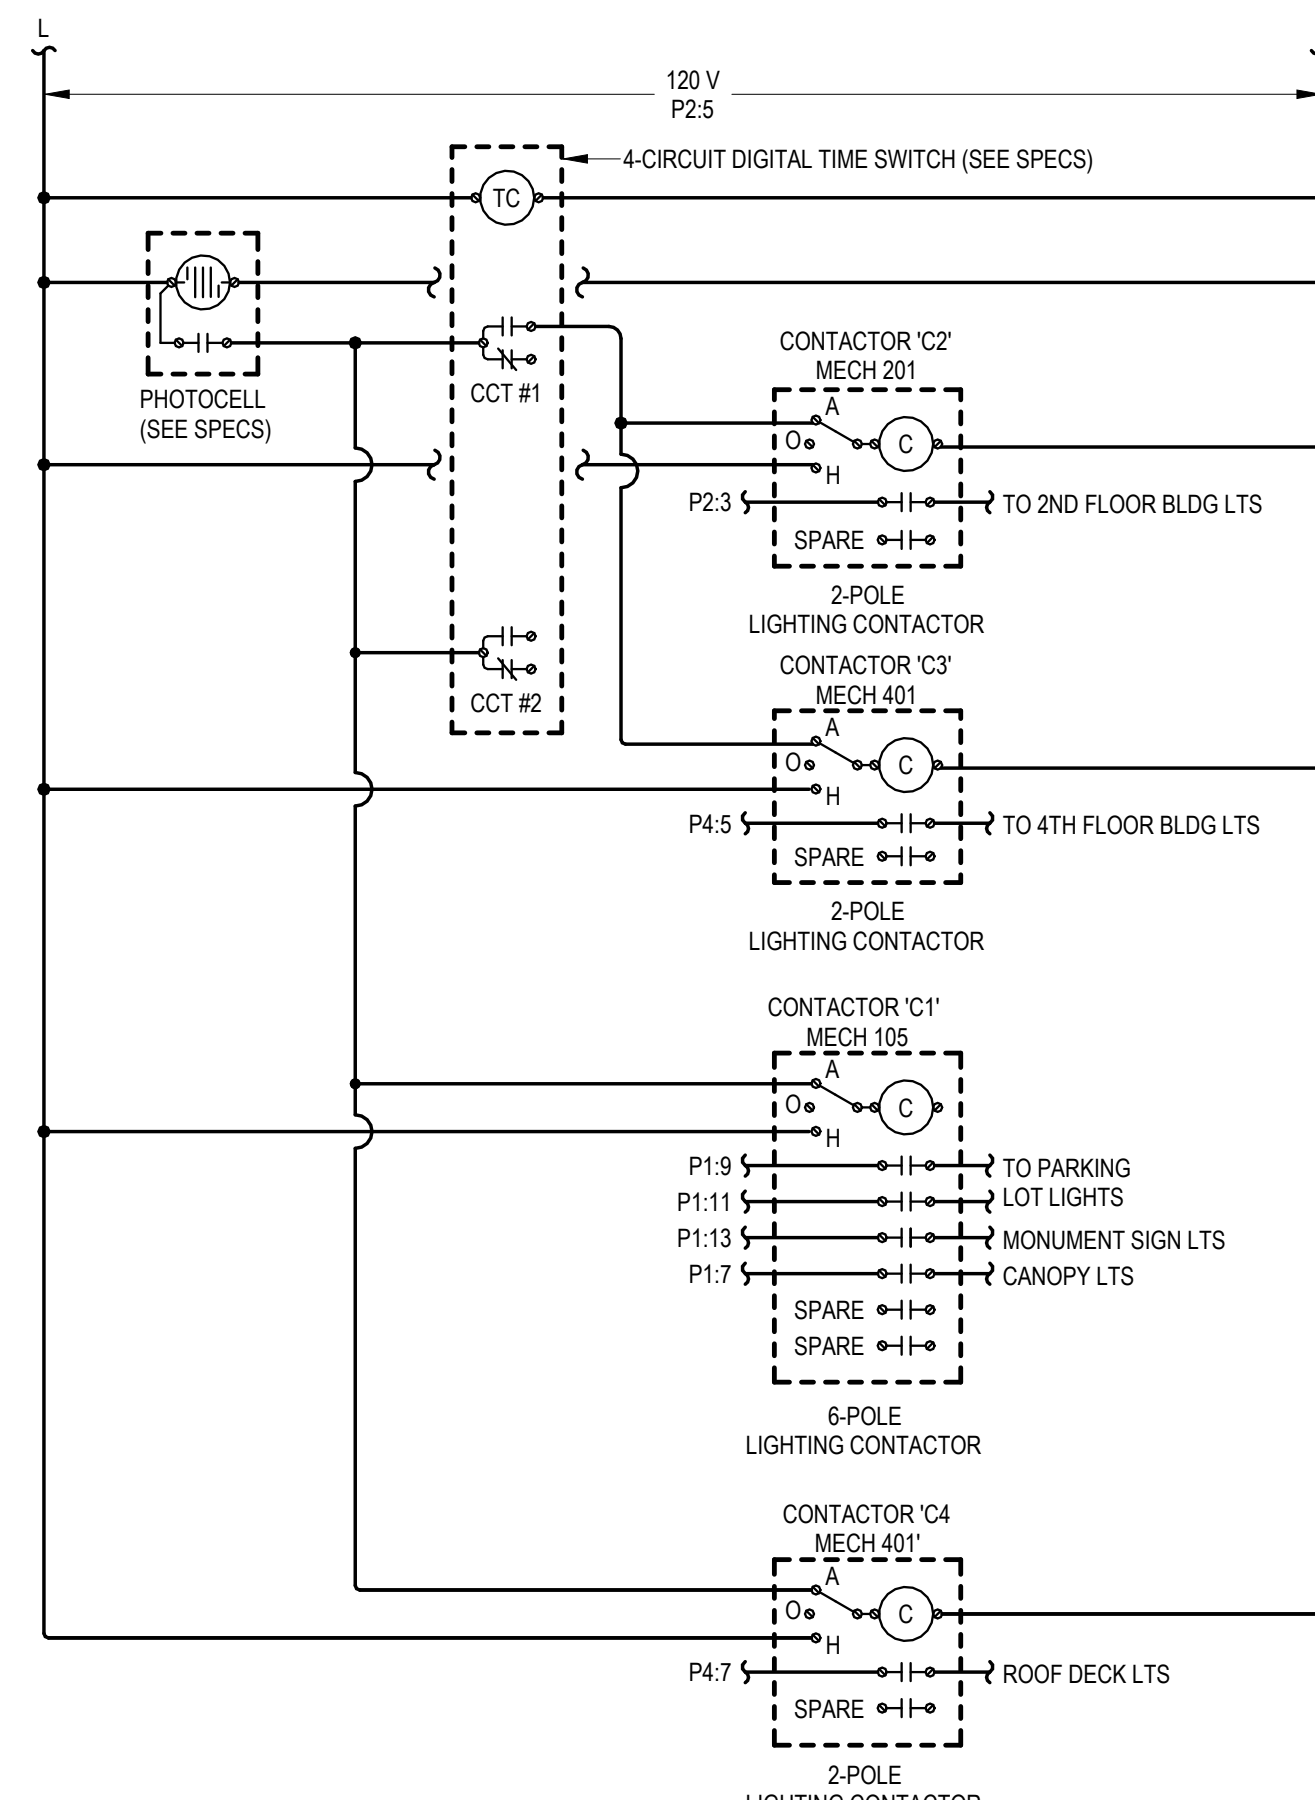 L
120 V
P2:5
4-CIRCUIT DIGITAL TIME SWITCH (SEE SPECS)
TC
PHOTOCELL
(SEE SPECS)
CCT #1
CONTACTOR 'C2'
MECH 201
A
O
C
H
P2:3
TO 2ND FLOOR BLDG LTS
SPARE
2-POLE
LIGHTING CONTACTOR
CCT #2
CONTACTOR 'C3'
MECH 401
A
O
C
H
P4:5
TO 4TH FLOOR BLDG LTS
SPARE
2-POLE
LIGHTING CONTACTOR
CONTACTOR 'C1'
MECH 105
A
O
C
H
P1:9
TO PARKING
P1:11
LOT LIGHTS
P1:13
MONUMENT SIGN LTS
P1:7
CANOPY LTS
SPARE
SPARE
6-POLE
LIGHTING CONTACTOR
CONTACTOR 'C4
MECH 401'
A
O
C
H
P4:7
ROOF DECK LTS
SPARE
2-POLE
LIGHTING CONTACTOR